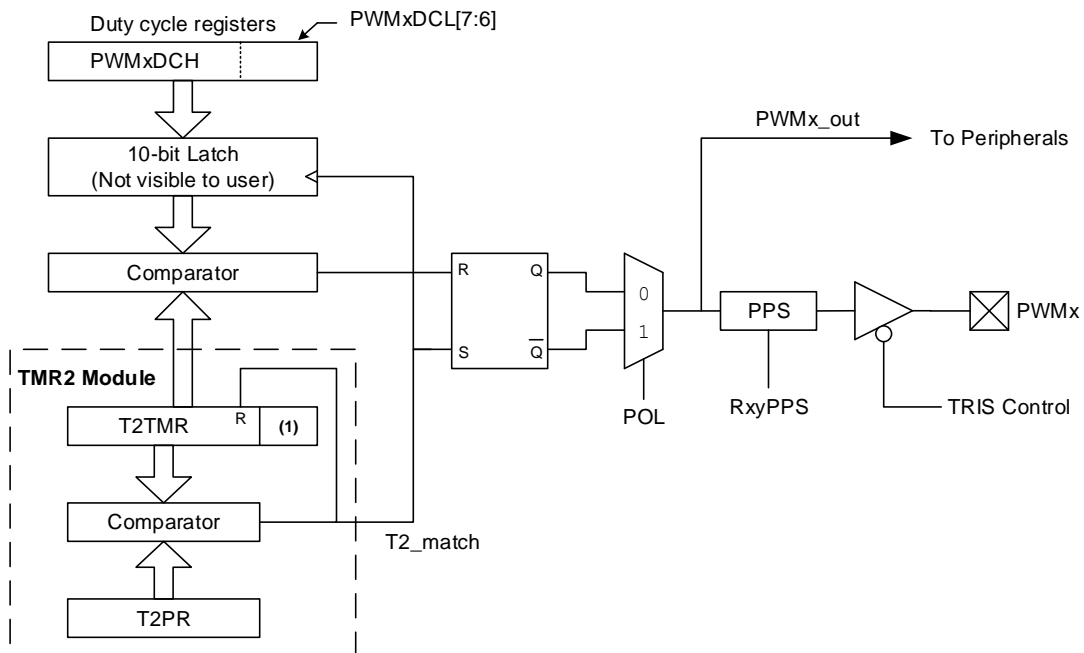 Duty cycle registers
PWMxDCL[7:6]
PWMxDCH
10-bit Latch
(Not visible to user)
PWMx_out
To Peripherals
Comparator
R
Q
S
Q
0
1
PPS
PWMx
POL
RxyPPS
TRIS Control
TMR2 Module
T2TMR
R
(1)
Comparator
T2_match
T2PR